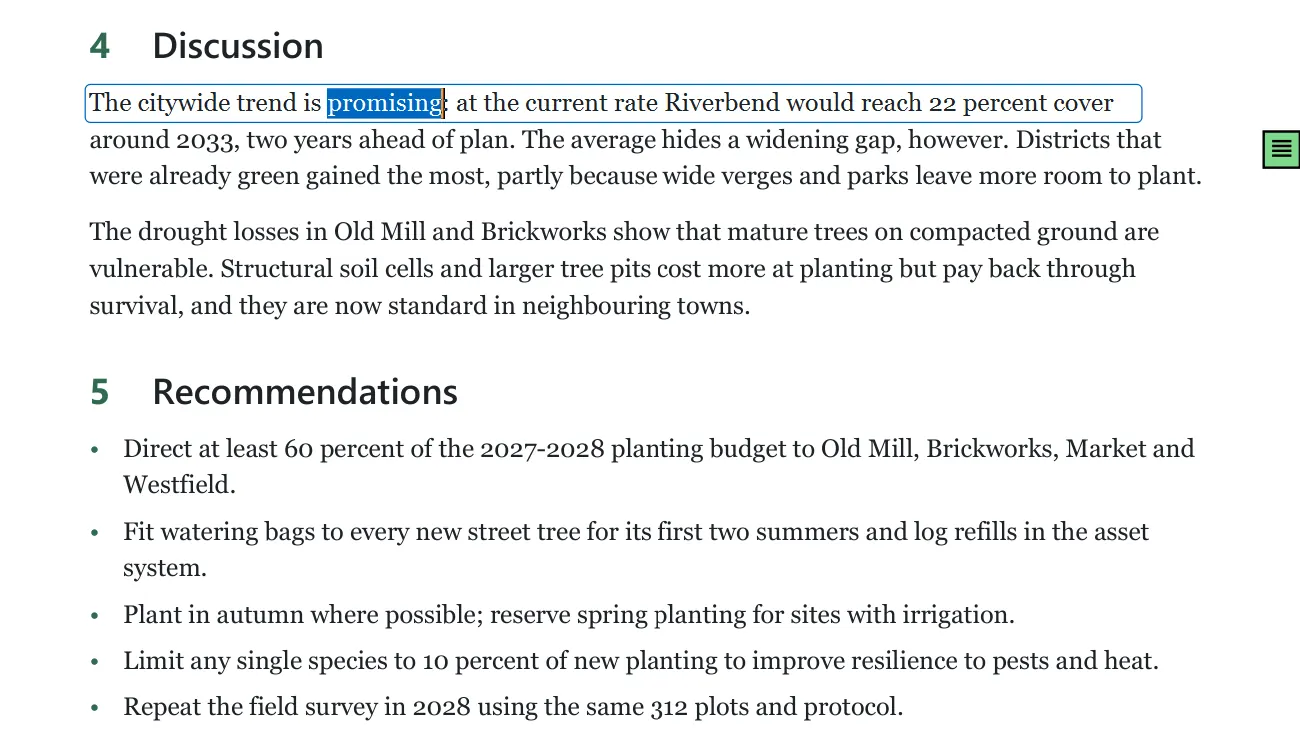 4 Discussion
The citywide trend is promising: at the current rate Riverbend would reach 22 percent cover
around 2033, two years ahead of plan. The average hides a widening gap, however. Districts that
were already green gained the most, partly because wide verges and parks leave more room to plant.
The drought losses in Old Mill and Brickworks show that mature trees on compacted ground are
vulnerable. Structural soil cells and larger tree pits cost more at planting but pay back through
survival, and they are now standard in neighbouring towns.
5 Recommendations
• Direct at least 60 percent of the 2027-2028 planting budget to Old Mill, Brickworks, Market and
Westfield.
• Fit watering bags to every new street tree for its first two summers and log refills in the asset
system.
• Plant in autumn where possible; reserve spring planting for sites with irrigation.
• Limit any single species to 10 percent of new planting to improve resilience to pests and heat.
• Repeat the field survey in 2028 using the same 312 plots and protocol.